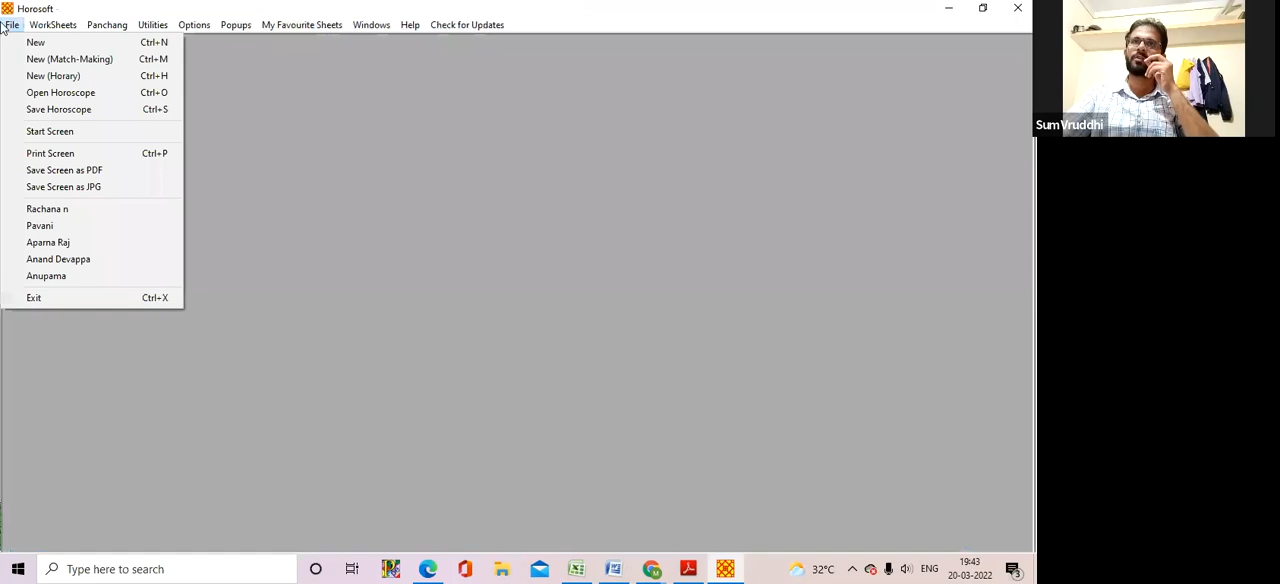 Horosoft -
File WorkSheets Panchang Utilities Options Popups My Favourite Sheets Windows Help Check for Updates
New Ctrl+N
New (Match-Making) Ctrl+M
New (Horary) Ctrl+H
Open Horoscope Ctrl+O
Save Horoscope Ctrl+S
Start Screen
Print Screen Ctrl+P
Save Screen as PDF
Save Screen as JPG
Rachana n
Pavani
Aparna Raj
Anand Devappa
Anupama
Exit Ctrl+X
SumVruddhi
Type here to search
32°C
ENG
19:43
20-03-2022
3